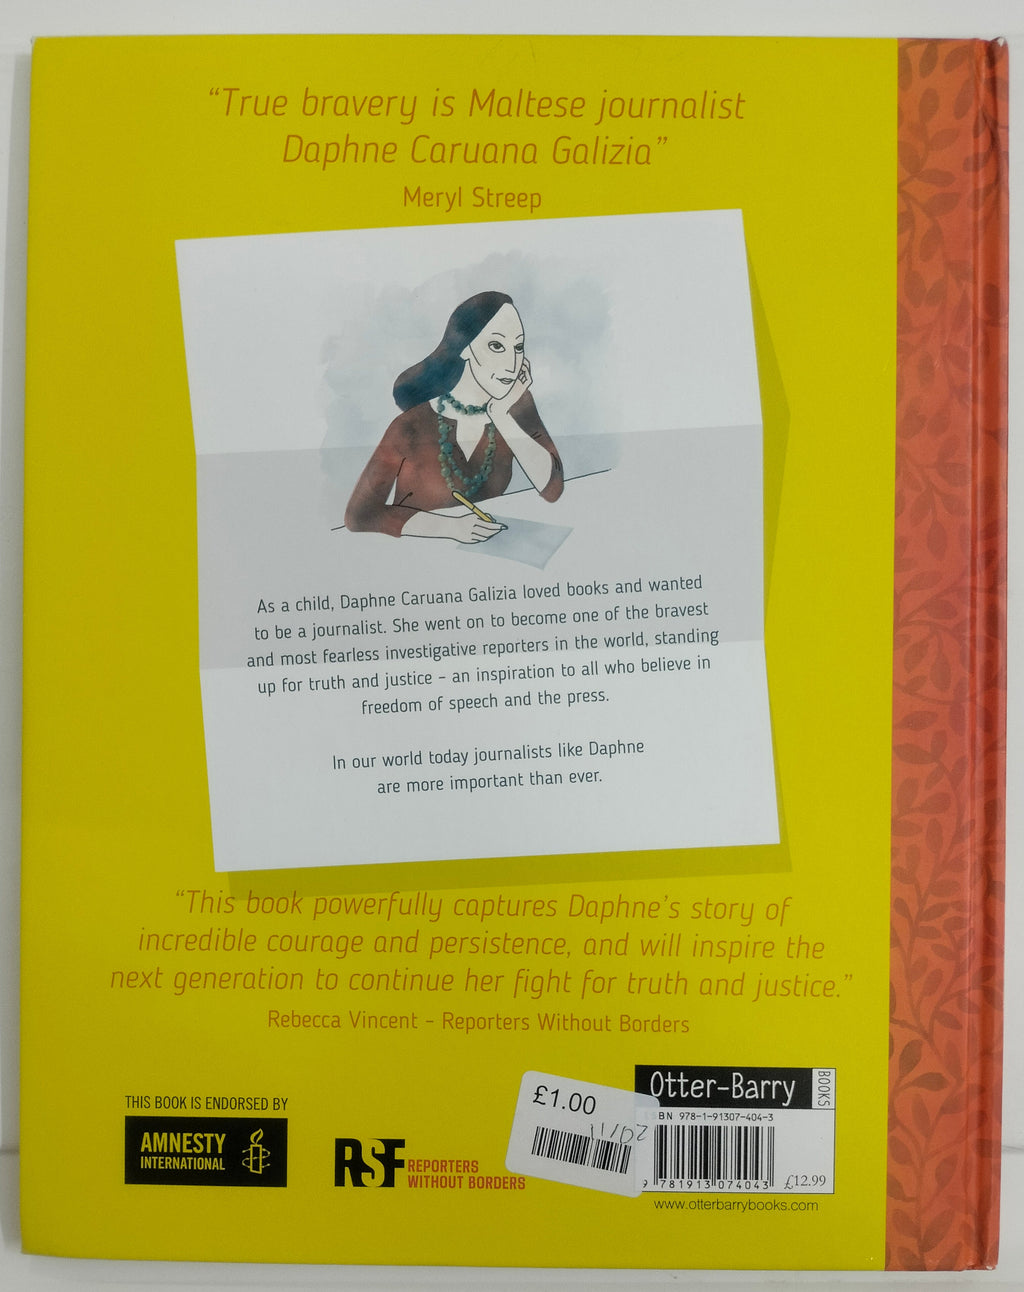 “True bravery is Maltese journalist
Daphne Caruana Galizia”
Meryl Streep
As a child, Daphne Caruana Galizia loved books and wanted
to be a journalist. She went on to become one of the bravest
and most fearless investigative reporters in the world, standing
up for truth and justice – an inspiration to all who believe in
freedom of speech and the press.
In our world today journalists like Daphne
are more important than ever.
“This book powerfully captures Daphne’s story of
incredible courage and persistence, and will inspire the
next generation to continue her fight for truth and justice.”
Rebecca Vincent – Reporters Without Borders
THIS BOOK IS ENDORSED BY
AMNESTY
INTERNATIONAL
RSF REPORTERS
WITHOUT BORDERS
£1.00
11/02
Otter-Barry
BOOKS
ISBN 978-1-91307-404-3
9 781913 074043
£12.99
www.otterbarrybooks.com